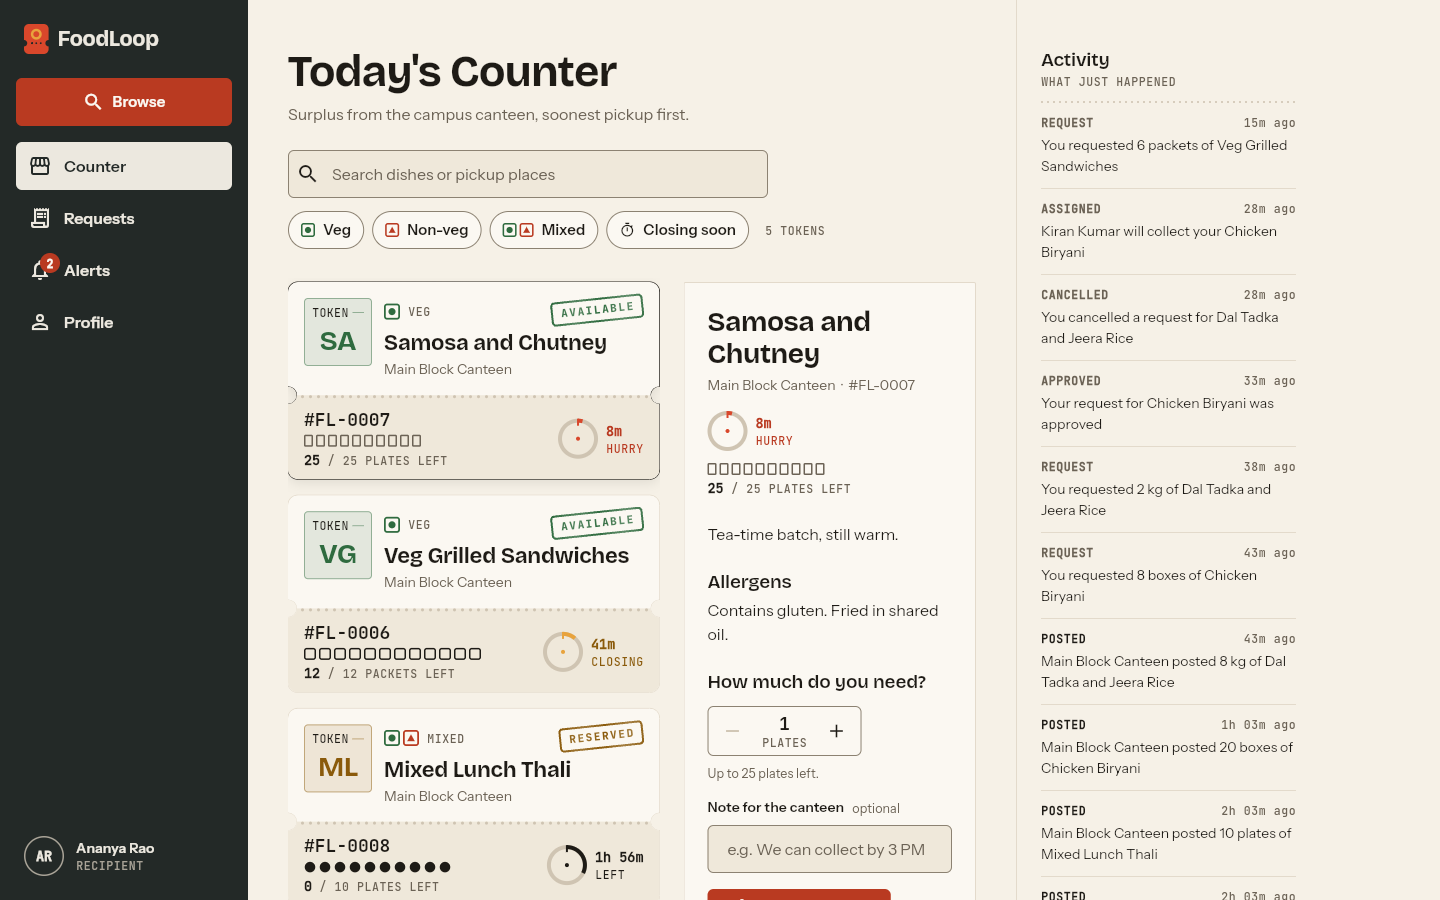 FoodLoop
Browse
Counter
Requests
2
Alerts
Profile
AR
Ananya Rao
RECIPIENT
Today's Counter
Surplus from the campus canteen, soonest pickup first.
Search dishes or pickup places
Veg
Non-veg
Mixed
Closing soon
5 TOKENS
TOKEN
SA
VEG
AVAILABLE
Samosa and Chutney
Main Block Canteen
#FL-0007
25 / 25 PLATES LEFT
8m
HURRY
TOKEN
VG
VEG
AVAILABLE
Veg Grilled Sandwiches
Main Block Canteen
#FL-0006
12 / 12 PACKETS LEFT
41m
CLOSING
TOKEN
ML
MIXED
RESERVED
Mixed Lunch Thali
Main Block Canteen
#FL-0008
0 / 10 PLATES LEFT
1h 56m
LEFT
Samosa and
Chutney
Main Block Canteen · #FL-0007
8m
HURRY
25 / 25 PLATES LEFT
Tea-time batch, still warm.
Allergens
Contains gluten. Fried in shared
oil.
How much do you need?
1
PLATES
Up to 25 plates left.
Note for the canteen optional
e.g. We can collect by 3 PM
Activity
WHAT JUST HAPPENED
REQUEST 15m ago
You requested 6 packets of Veg Grilled
Sandwiches
ASSIGNED 28m ago
Kiran Kumar will collect your Chicken
Biryani
CANCELLED 28m ago
You cancelled a request for Dal Tadka
and Jeera Rice
APPROVED 33m ago
Your request for Chicken Biryani was
approved
REQUEST 38m ago
You requested 2 kg of Dal Tadka and
Jeera Rice
REQUEST 43m ago
You requested 8 boxes of Chicken
Biryani
POSTED 43m ago
Main Block Canteen posted 8 kg of Dal
Tadka and Jeera Rice
POSTED 1h 03m ago
Main Block Canteen posted 20 boxes of
Chicken Biryani
POSTED 2h 03m ago
Main Block Canteen posted 10 plates of
Mixed Lunch Thali
POSTED 2h 03m ago